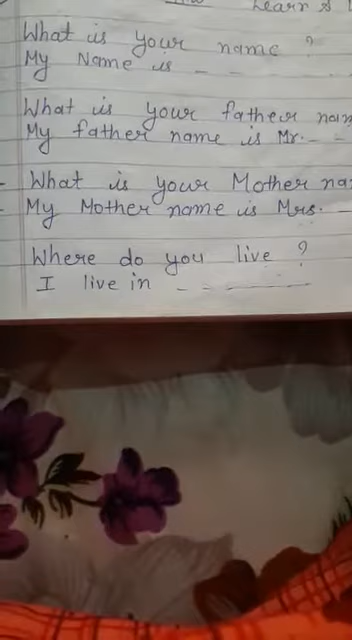 Learn &
What is your name ?
My Name is _ _
What is your father
My father name is Mr. _ _
What is your Mother
My Mother name is Mrs. _
Where do you live ?
I live in _ _ _ _ _ _